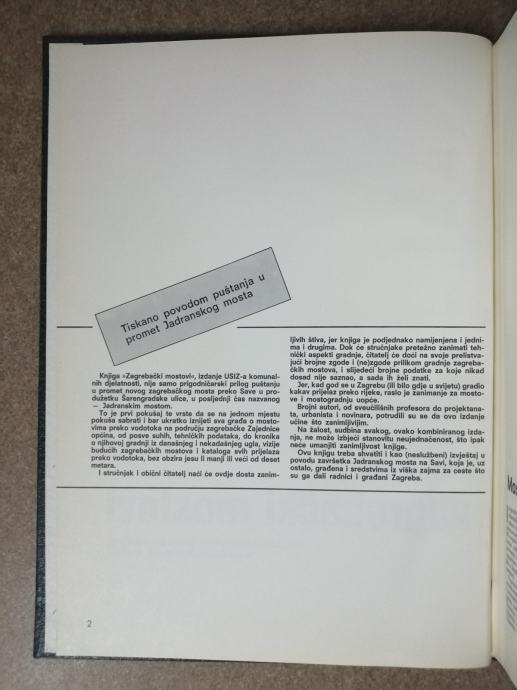 Tiskano povodom puštanja u
promet Jadranskog mosta
Knjiga »Zagrebački mostovi«, izdanje USIZ-a komunal-
nih djelatnosti, nije samo prigodničarski prilog puštanju
u promet novog zagrebačkog mosta preko Save u pro-
dužetku Šarengradske ulice, u posljednji čas nazvanog
— Jadranskim mostom.
To je prvi pokušaj te vrste da se na jednom mjestu
pokuša sabrati i bar ukratko iznijeti sva građa o mosto-
vima preko vodotoka na području zagrebačke Zajednice
općina, od posve suhih, tehničkih podataka, do kronika
o njihovoj gradnji iz današnjeg i nekadašnjeg ugla, vizije
budućih zagrebačkih mostova i kataloga svih prijelaza
preko vodotoka, bez obzira jesu li manji ili veći od deset
metara.
I stručnjak i obični čitatelj naći će ovdje dosta zanim-
ljivih štiva, jer knjiga je podjednako namijenjena i jedni-
ma i drugima. Dok će stručnjake pretežno zanimati teh-
nički aspekti gradnje, čitatelj će doći na svoje prelistva-
jući brojne zgode i (ne)zgode prilikom gradnje zagreba-
čkih mostova, i slijedeći brojne podatke za koje nikad
dosad nije saznao, a sada ih želi znati.
Jer, kad god se u Zagrebu (ili bilo gdje u svijetu) gradio
kakav prijelaz preko rijeke, raslo je zanimanje za mosto-
ve i mostogradnju uopće.
Brojni autori, od sveučilišnih profesora do projektana-
ta, urbanista i novinara, potrudili su se da ovo izdanje
učine što zanimljivijim.
Na žalost, sudbina svakog, ovako kombiniranog izda-
nja, ne može izbjeći stanovitu neujednačenost, što ipak
neće umanjiti zanimljivost knjige.
Ovu knjigu treba shvatiti i kao (neslužbeni) izvještaj u
povodu završetka Jadranskog mosta na Savi, koja je, uz
ostalo, građena i sredstvima iz viška zajma za ceste što
su ga dali radnici i građani Zagreba.
2